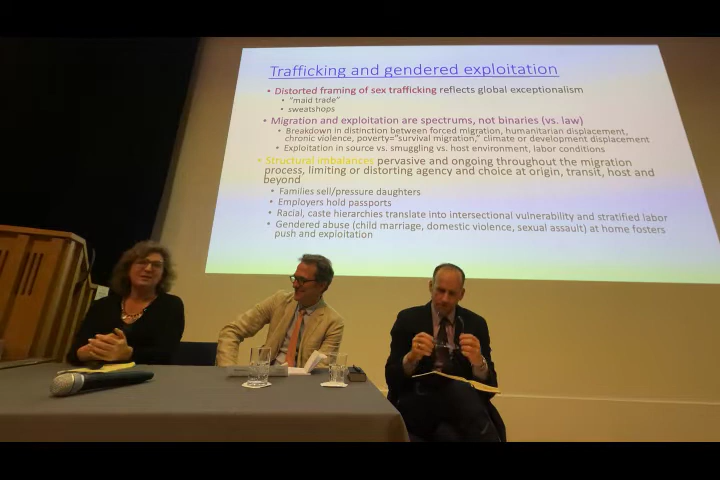 Trafficking and gendered exploitation
• Distorted framing of sex trafficking reflects global exceptionalism
• "maid trade"
• sweatshops
• Migration and exploitation are spectrums, not binaries (vs. law)
• Breakdown in distinction between forced migration, humanitarian displacement,
chronic violence, poverty="survival migration," climate or development displacement
• Exploitation in source vs. smuggling vs. host environment, labor conditions
• Structural imbalances pervasive and ongoing throughout the migration
process, limiting or distorting agency and choice at origin, transit, host and
beyond
• Families sell/pressure daughters
• Employers hold passports
• Racial, caste hierarchies translate into intersectional vulnerability and stratified labor
• Gendered abuse (child marriage, domestic violence, sexual assault) at home fosters
push and exploitation